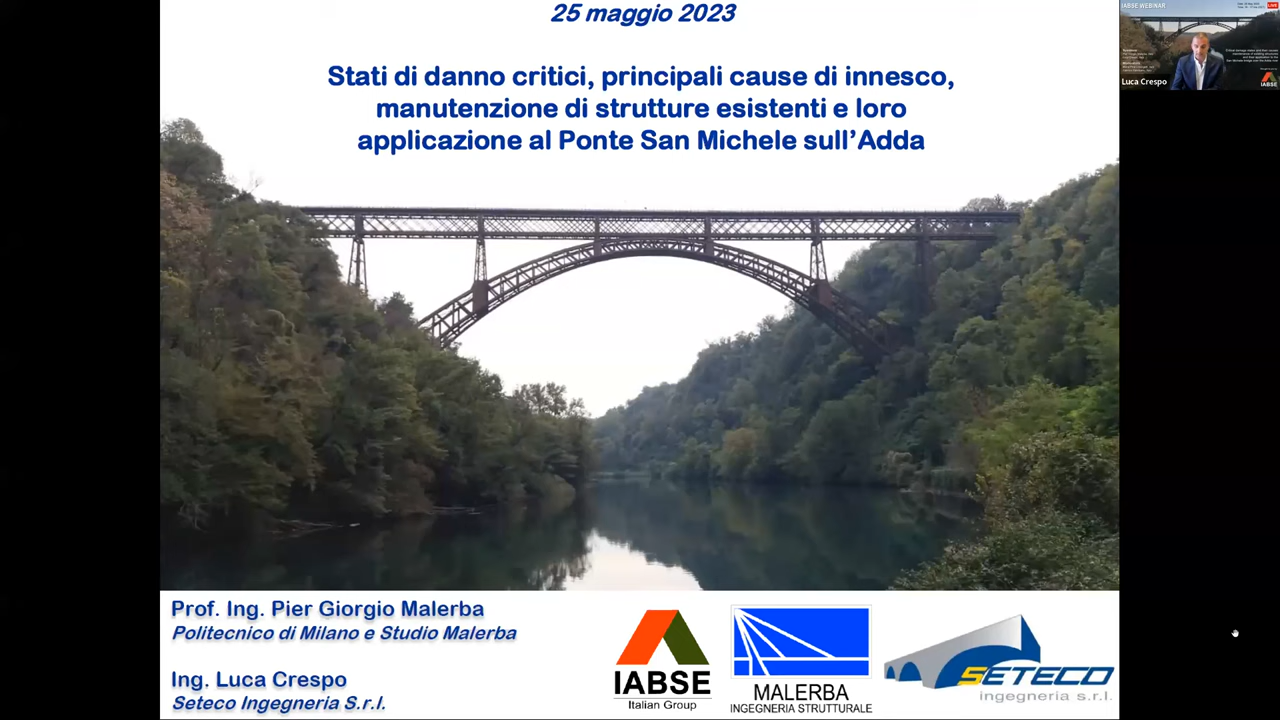 25 maggio 2023
Stati di danno critici, principali cause di innesco,
manutenzione di strutture esistenti e loro
applicazione al Ponte San Michele sull'Adda
IABSE WEBINAR
LIVE
Luca Crespo
IABSE
Prof. Ing. Pier Giorgio Malerba
Politecnico di Milano e Studio Malerba
Ing. Luca Crespo
Seteco Ingegneria S.r.l.
IABSE
Italian Group
MALERBA
INGEGNERIA STRUTTURALE
SETECO
ingegneria s.r.l.